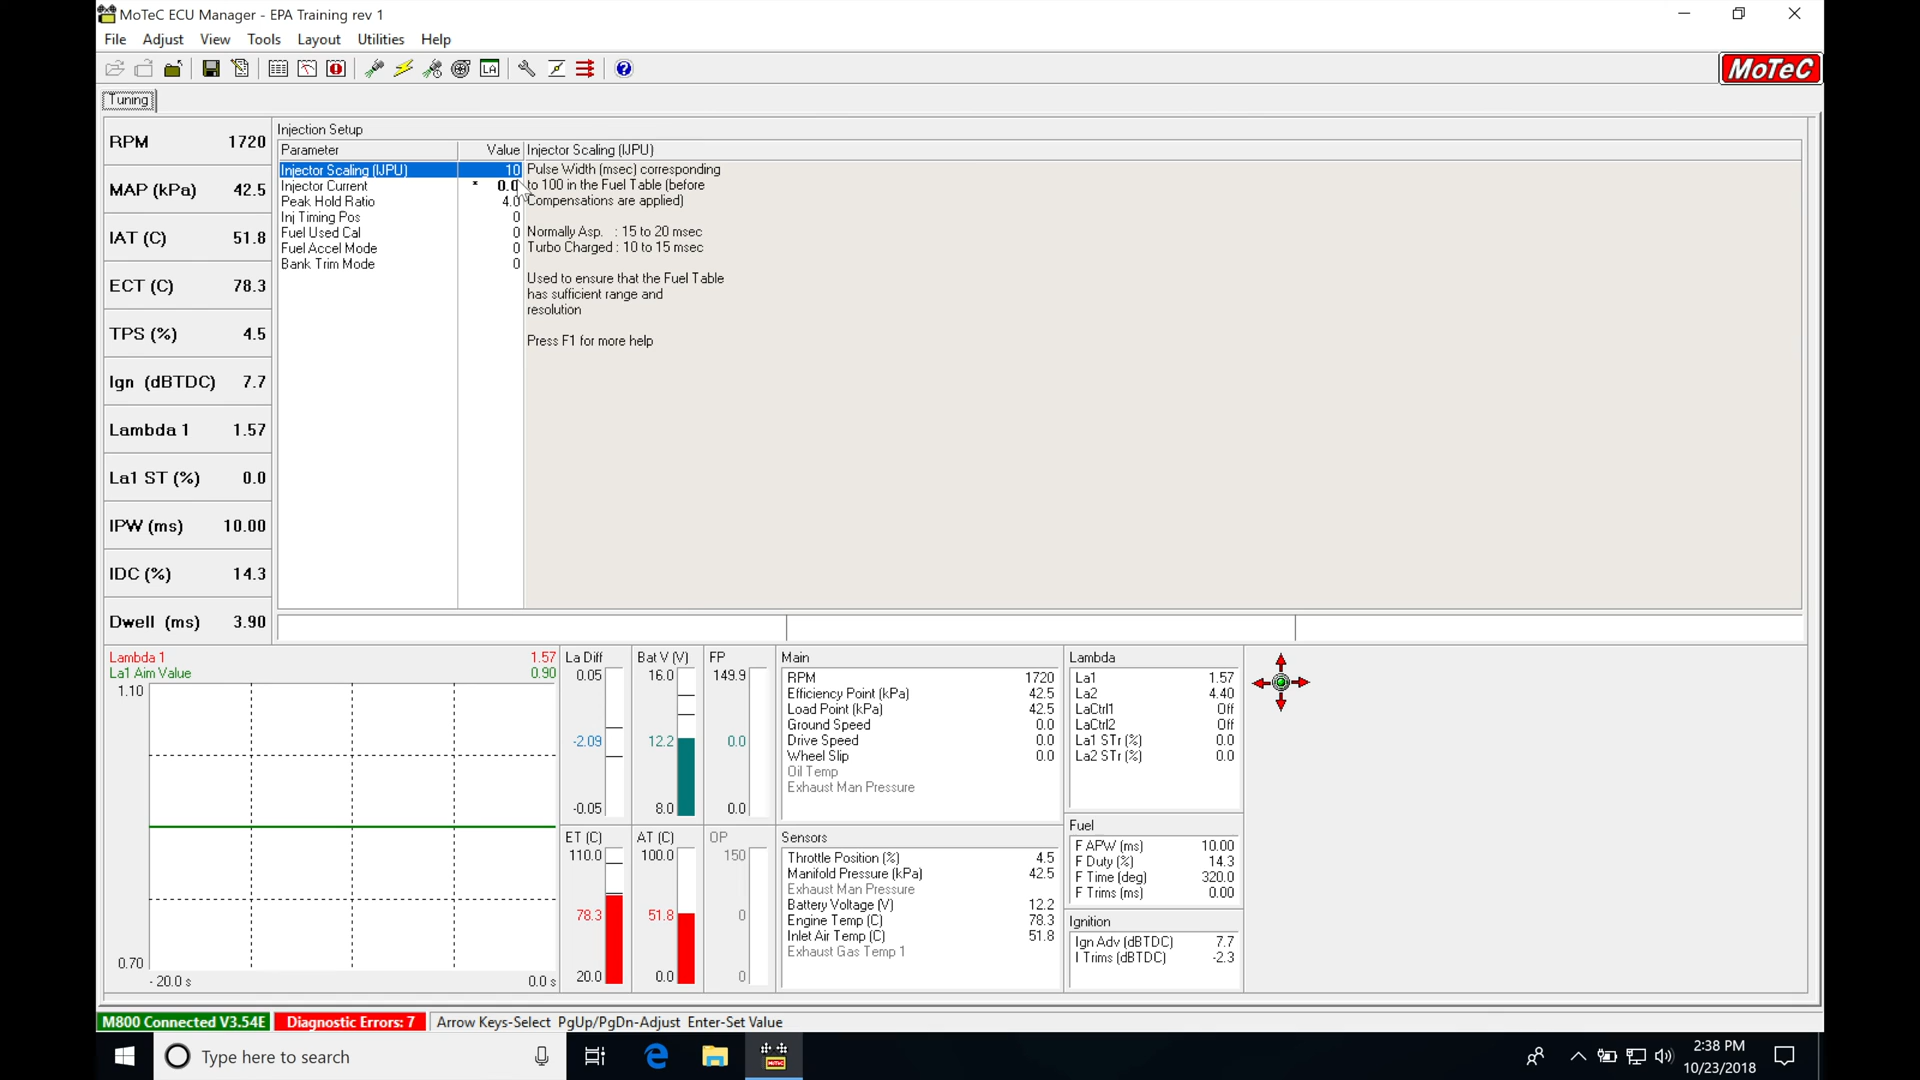 MoTeC ECU Manager - EPA Training rev 1
File Adjust View Tools Layout Utilities Help
LA
MoTeC
Tuning
RPM 1720
MAP (kPa) 42.5
IAT (C) 51.8
ECT (C) 78.3
TPS (%) 4.5
Ign (dBTDC) 7.7
Lambda 1 1.57
La1 ST (%) 0.0
IPW (ms) 10.00
IDC (%) 14.3
Dwell (ms) 3.90
Injection Setup
Parameter Value
Injector Scaling (IJPU) 10
Injector Current * 0.0
Peak Hold Ratio 4.0
Inj Timing Pos 0
Fuel Used Cal 0
Fuel Accel Mode 0
Bank Trim Mode 0
Injector Scaling (IJPU)
Pulse Width (msec) corresponding
to 100 in the Fuel Table (before
Compensations are applied)
Normally Asp. : 15 to 20 msec
Turbo Charged : 10 to 15 msec
Used to ensure that the Fuel Table
has sufficient range and
resolution
Press F1 for more help
Lambda 1 1.57
La1 Aim Value 0.90
1.10
0.70
- 20.0 s 0.0 s
La Diff
0.05
-2.09
-0.05
Bat V (V)
16.0
12.2
8.0
FP
149.9
0.0
0.0
ET (C)
110.0
78.3
20.0
AT (C)
100.0
51.8
0.0
OP
150
0
0
Main
RPM 1720
Efficiency Point (kPa) 42.5
Load Point (kPa) 42.5
Ground Speed 0.0
Drive Speed 0.0
Wheel Slip 0.0
Oil Temp
Exhaust Man Pressure
Sensors
Throttle Position (%) 4.5
Manifold Pressure (kPa) 42.5
Exhaust Man Pressure
Battery Voltage (V) 12.2
Engine Temp (C) 78.3
Inlet Air Temp (C) 51.8
Exhaust Gas Temp 1
Lambda
La1 1.57
La2 4.40
LaCtrl1 Off
LaCtrl2 Off
La1 STr (%) 0.0
La2 STr (%) 0.0
Fuel
F APW (ms) 10.00
F Duty (%) 14.3
F Time (deg) 320.0
F Trims (ms) 0.00
Ignition
Ign Adv (dBTDC) 7.7
I Trims (dBTDC) -2.3
M800 Connected V3.54E Diagnostic Errors: 7 Arrow Keys-Select PgUp/PgDn-Adjust Enter-Set Value
Type here to search
2:38 PM
10/23/2018